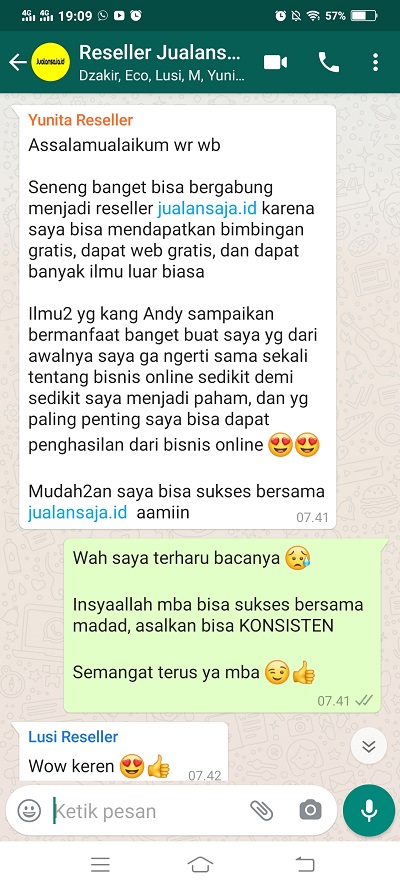 4G 4G 19:09 57%
Jualansaja.id
Reseller Jualans...
Dzakir, Eco, Lusi, M, Yuni...
Yunita Reseller
Assalamualaikum wr wb
Seneng banget bisa bergabung
menjadi reseller jualansaja.id karena
saya bisa mendapatkan bimbingan
gratis, dapat web gratis, dan dapat
banyak ilmu luar biasa
Ilmu2 yg kang Andy sampaikan
bermanfaat banget buat saya yg dari
awalnya saya ga ngerti sama sekali
tentang bisnis online sedikit demi
sedikit saya menjadi paham, dan yg
paling penting saya bisa dapat
penghasilan dari bisnis online 😍😍
Mudah2an saya bisa sukses bersama
jualansaja.id aamiin
07.41
Wah saya terharu bacanya 😥
Insyaallah mba bisa sukses bersama
madad, asalkan bisa KONSISTEN
Semangat terus ya mba 😉👍
07.41
Lusi Reseller
Wow keren 😍👍
07.42
Ketik pesan